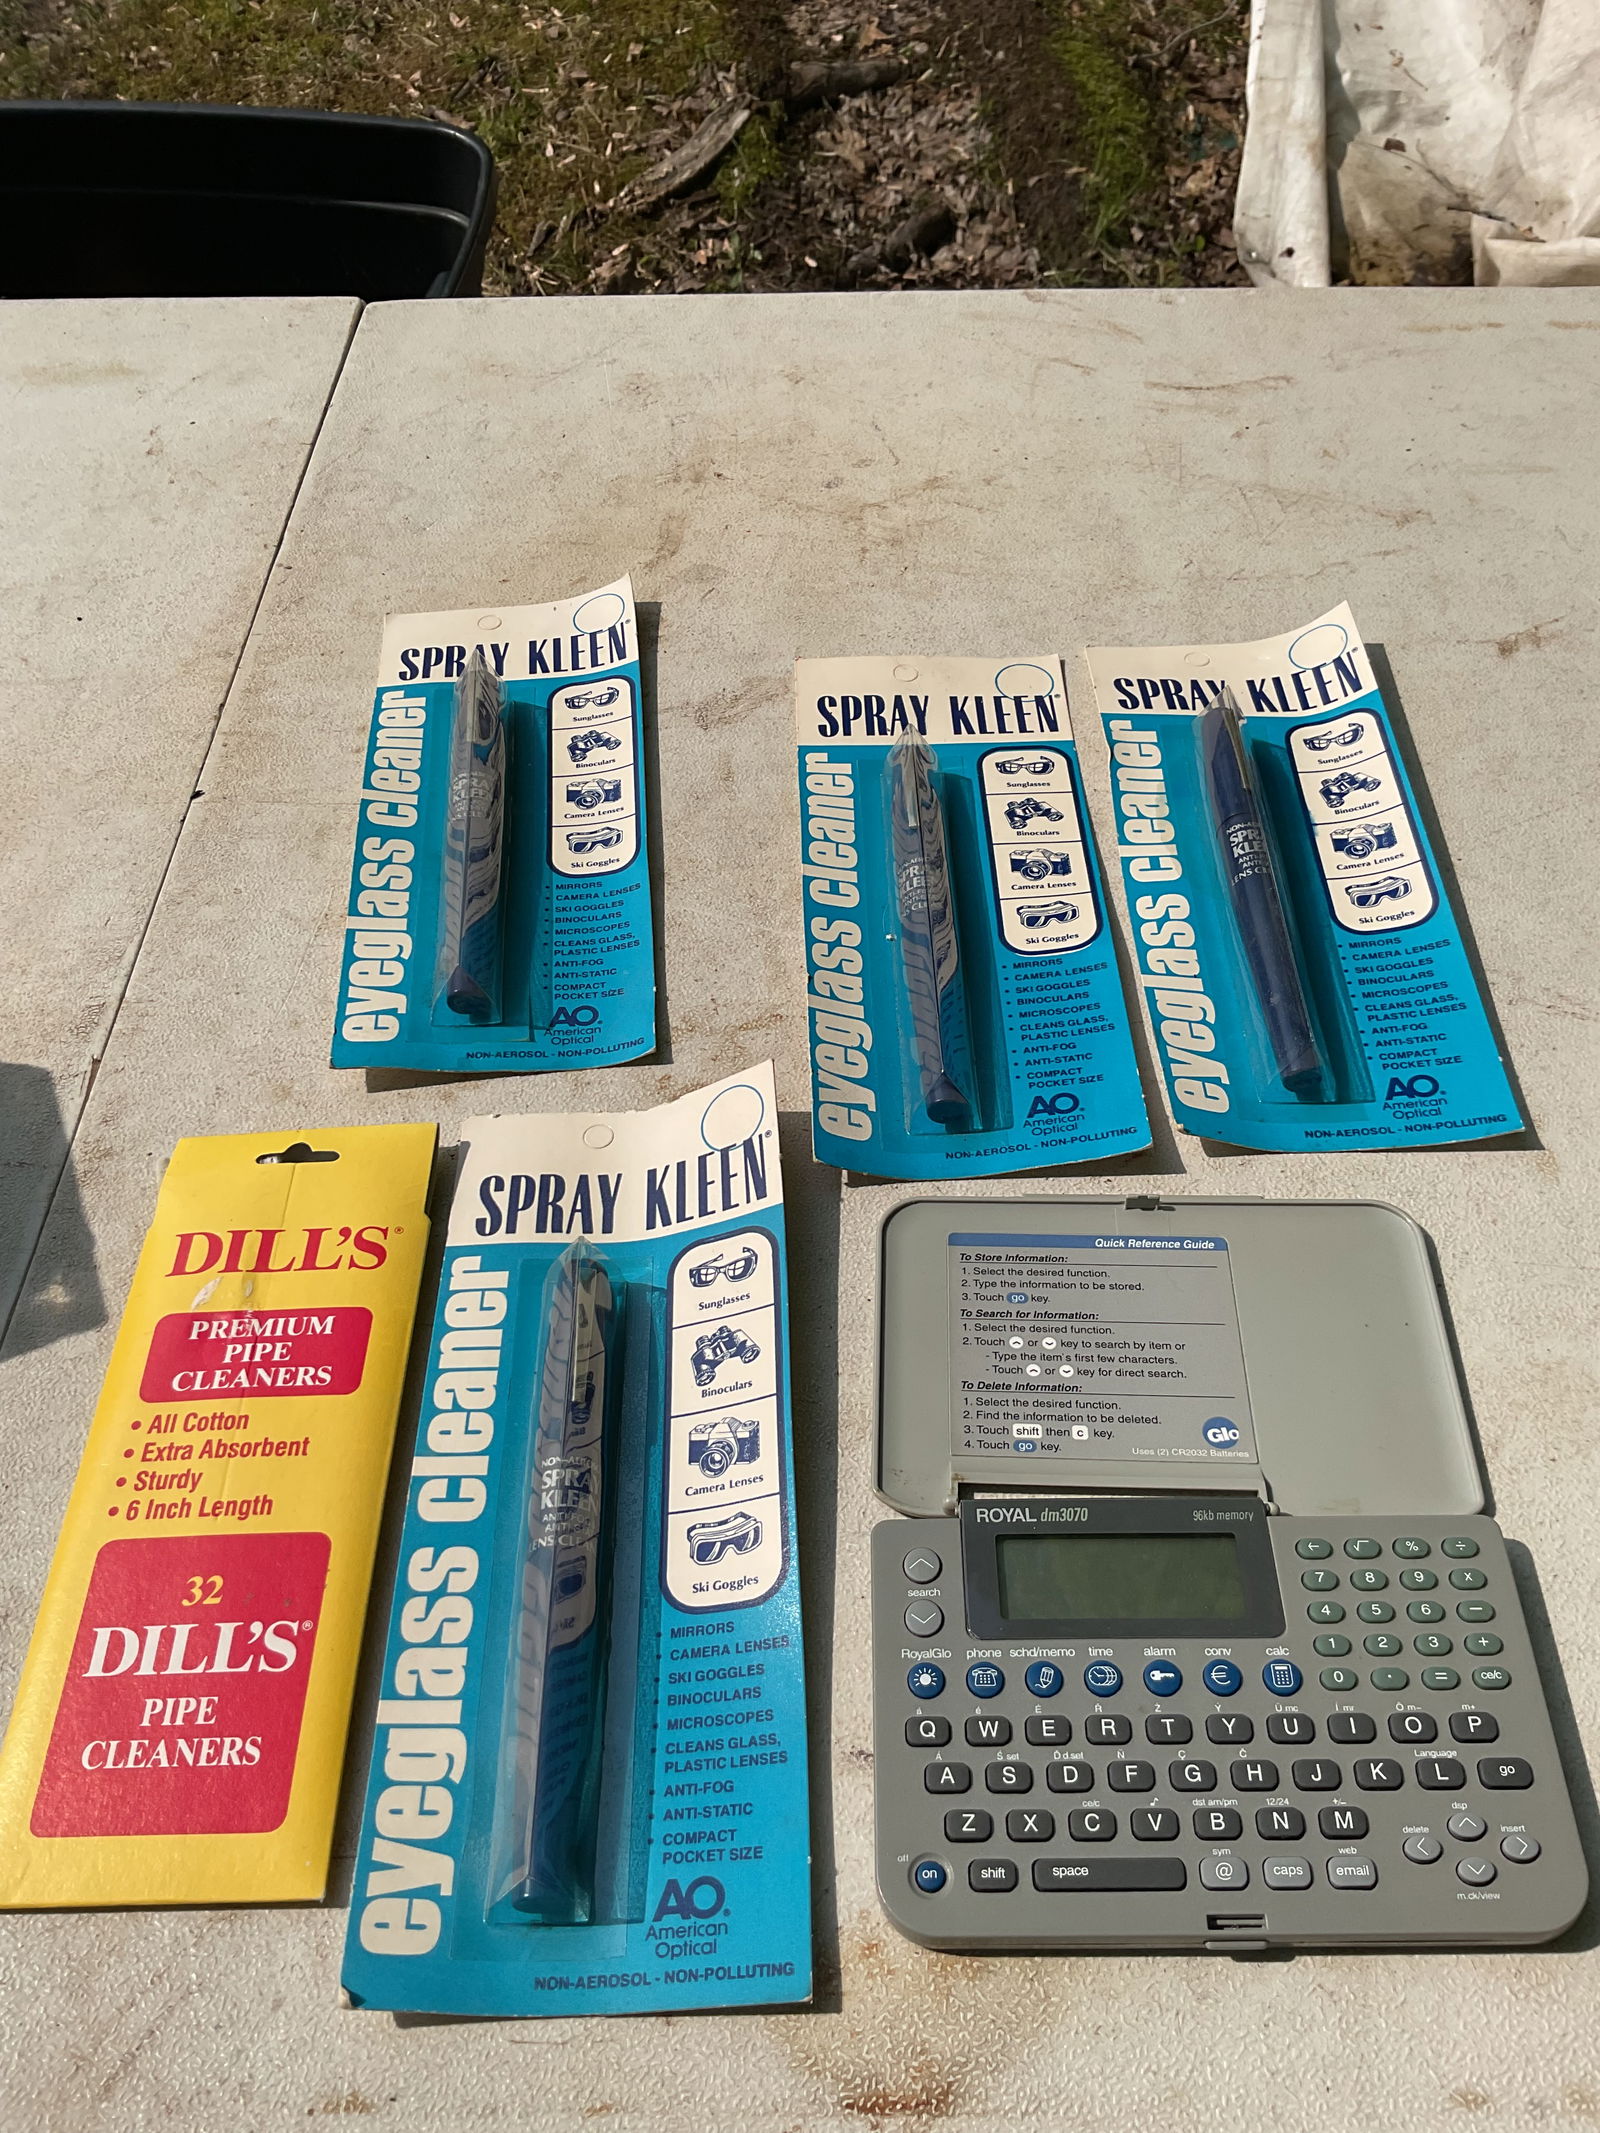 SPRAY KLEEN®
eyeglass cleaner
Sunglasses
Binoculars
Camera Lenses
Ski Goggles
• MIRRORS
• CAMERA LENSES
• SKI GOGGLES
• BINOCULARS
• MICROSCOPES
• CLEANS GLASS,
PLASTIC LENSES
• ANTI-FOG
• ANTI-STATIC
• COMPACT
POCKET SIZE
AO®
American
Optical
NON-AEROSOL - NON-POLLUTING
SPRAY KLEEN®
eyeglass cleaner
Sunglasses
Binoculars
Camera Lenses
Ski Goggles
• MIRRORS
• CAMERA LENSES
• SKI GOGGLES
• BINOCULARS
• MICROSCOPES
• CLEANS GLASS,
PLASTIC LENSES
• ANTI-FOG
• ANTI-STATIC
• COMPACT
POCKET SIZE
AO®
American
Optical
NON-AEROSOL - NON-POLLUTING
SPRAY KLEEN®
eyeglass cleaner
Sunglasses
Binoculars
Camera Lenses
Ski Goggles
• MIRRORS
• CAMERA LENSES
• SKI GOGGLES
• BINOCULARS
• MICROSCOPES
• CLEANS GLASS,
PLASTIC LENSES
• ANTI-FOG
• ANTI-STATIC
• COMPACT
POCKET SIZE
AO®
American
Optical
NON-AEROSOL - NON-POLLUTING
DILL'S®
PREMIUM
PIPE
CLEANERS
• All Cotton
• Extra Absorbent
• Sturdy
• 6 Inch Length
32
DILL'S®
PIPE
CLEANERS
SPRAY KLEEN®
eyeglass cleaner
Sunglasses
Binoculars
Camera Lenses
Ski Goggles
• MIRRORS
• CAMERA LENSES
• SKI GOGGLES
• BINOCULARS
• MICROSCOPES
• CLEANS GLASS,
PLASTIC LENSES
• ANTI-FOG
• ANTI-STATIC
• COMPACT
POCKET SIZE
AO®
American
Optical
NON-AEROSOL - NON-POLLUTING
Quick Reference Guide
To Store Information:
1. Select the desired function.
2. Type the information to be stored.
3. Touch go key.
To Search for Information:
1. Select the desired function.
2. Touch or key to search by item or
- Type the item's first few characters.
- Touch or key for direct search.
To Delete Information:
1. Select the desired function.
2. Find the information to be deleted.
3. Touch shift then c key.
4. Touch go key.
Glo
Uses (2) CR2032 Batteries
ROYAL dm3070 96kb memory
search
← √ % ÷
7 8 9 x
4 5 6 −
1 2 3 +
0 . = ce/c
RoyalGlo phone schd/memo time alarm conv calc
€
Q W E R T Y U I O P
Š sel Ď d.sel Language
A S D F G H J K L go
ce/c dst am/pm 12/24 +/−
Z X C V B N M
dsp
delete insert
m.ck/view
off sym web
on shift space @ caps email